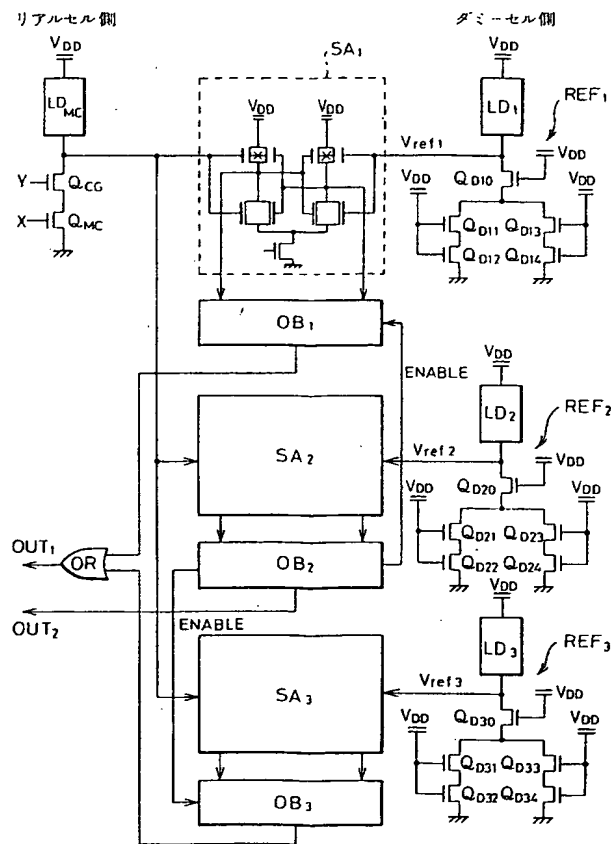 リアルセル側
ダミーセル側
VDD
LDMC
Y
QCG
X
QMC
SA1
VDD
VDD
Vref1
VDD
LD1
REF1
VDD
QD10
VDD
VDD
QD11
QD13
QD12
QD14
OB1
ENABLE
VDD
LD2
REF2
SA2
Vref2
VDD
QD20
VDD
VDD
QD21
QD23
QD22
QD24
OUT1
OR
OB2
OUT2
ENABLE
VDD
LD3
REF3
SA3
Vref3
VDD
QD30
VDD
VDD
QD31
QD33
QD32
QD34
OB3